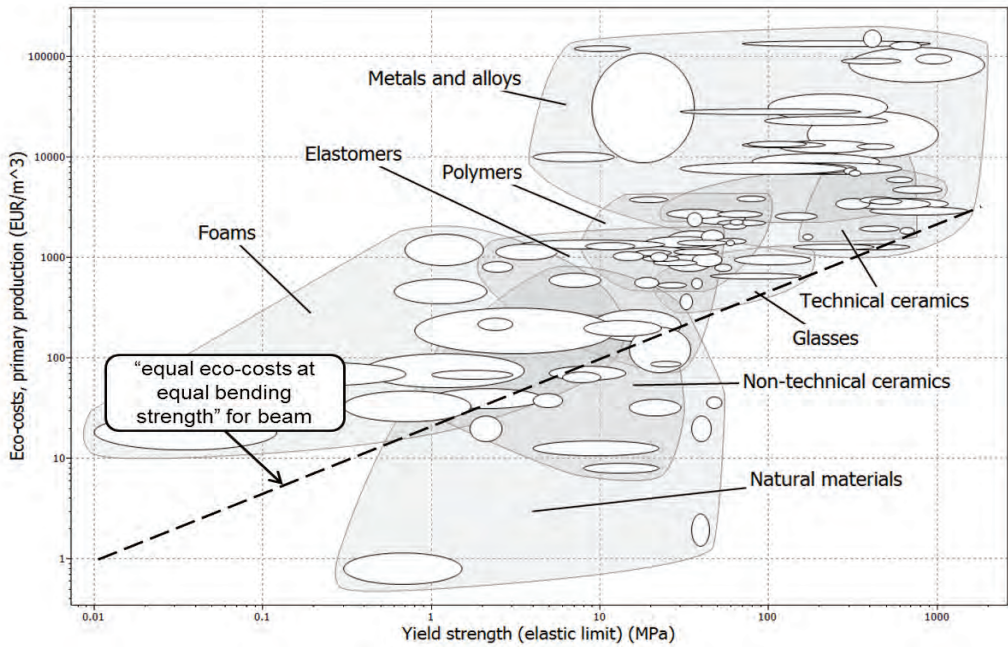 Eco-costs, primary production (EUR/m^3)
100000
10000
1000
100
10
1
Metals and alloys
Elastomers
Polymers
Foams
Technical ceramics
Glasses
"equal eco-costs at
equal bending
strength" for beam
Non-technical ceramics
Natural materials
0.01
0.1
1
10
100
1000
Yield strength (elastic limit) (MPa)